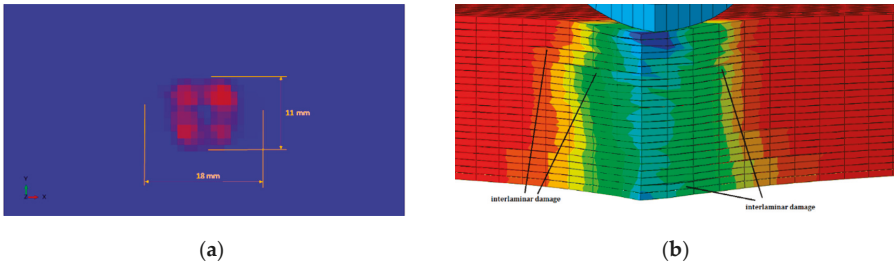 11 mm
18 mm
Y
Z X
interlaminar damage
interlaminar damage
(a)
(b)